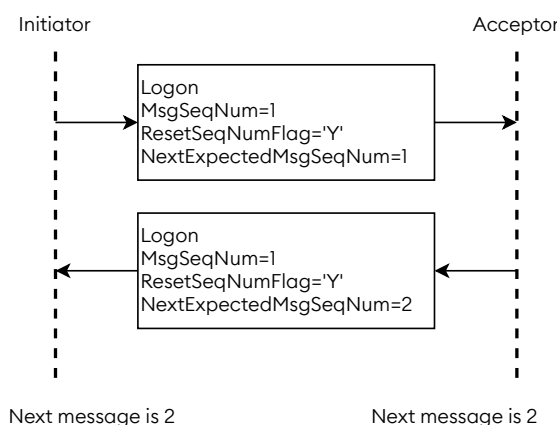 Initiator
Acceptor
Logon
MsgSeqNum=1
ResetSeqNumFlag='Y'
NextExpectedMsgSeqNum=1
Logon
MsgSeqNum=1
ResetSeqNumFlag='Y'
NextExpectedMsgSeqNum=2
Next message is 2
Next message is 2